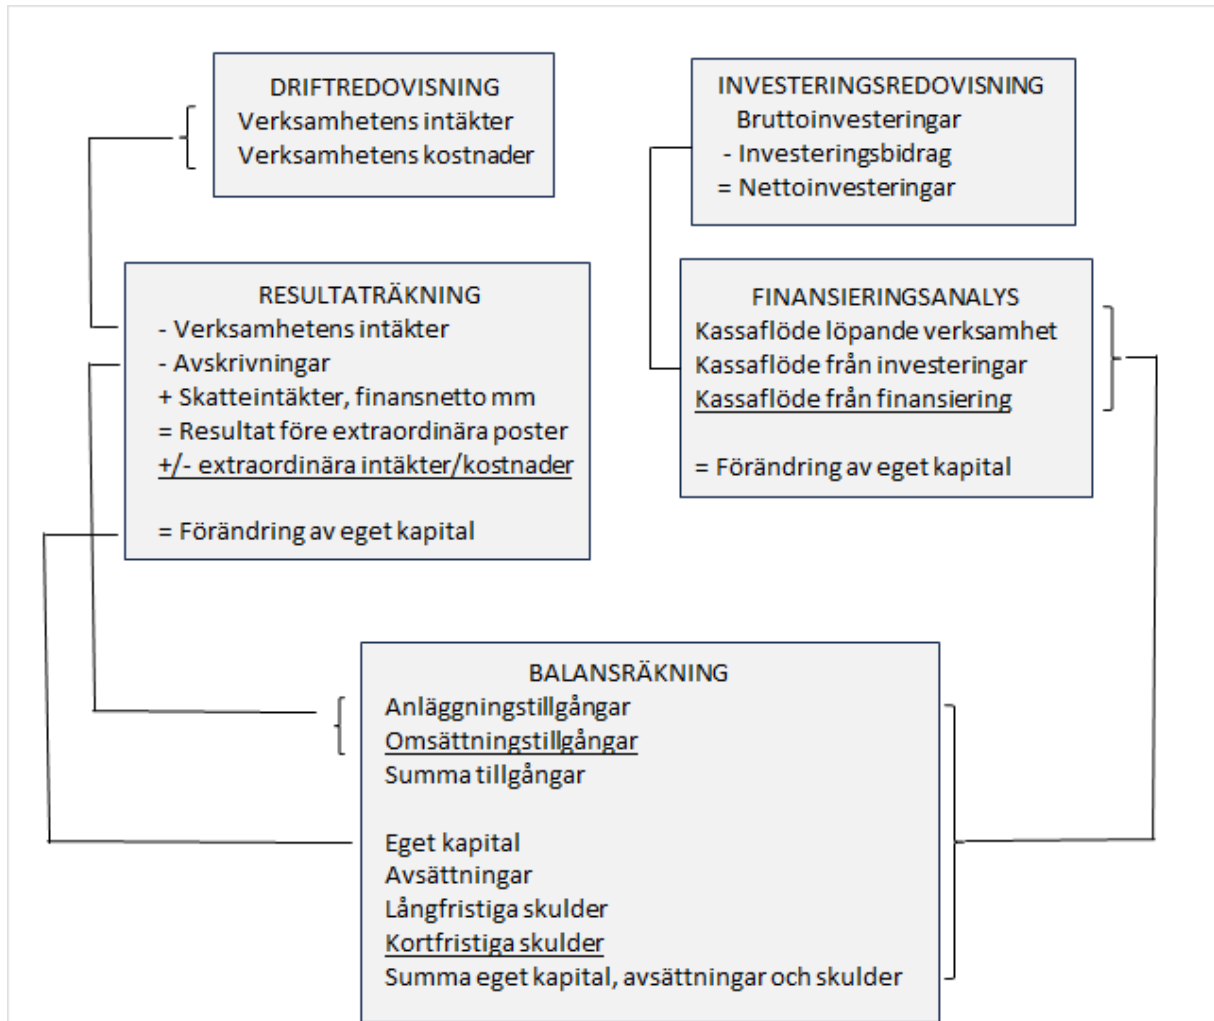 DRIFTREDOVISNING
Verksamhetens intäkter
Verksamhetens kostnader
INVESTERINGSREDOVISNING
Bruttoinvesteringar
- Investeringsbidrag
= Nettoinvesteringar
RESULTATRÄKNING
- Verksamhetens intäkter
- Avskrivningar
+ Skatteintäkter, finansnetto mm
= Resultat före extraordinära poster
+/- extraordinära intäkter/kostnader
= Förändring av eget kapital
FINANSIERINGSANALYS
Kassaflöde löpande verksamhet
Kassaflöde från investeringar
Kassaflöde från finansiering
= Förändring av eget kapital
BALANSRÄKNING
Anläggningstillgångar
Omsättningstillgångar
Summa tillgångar
Eget kapital
Avsättningar
Långfristiga skulder
Kortfristiga skulder
Summa eget kapital, avsättningar och skulder